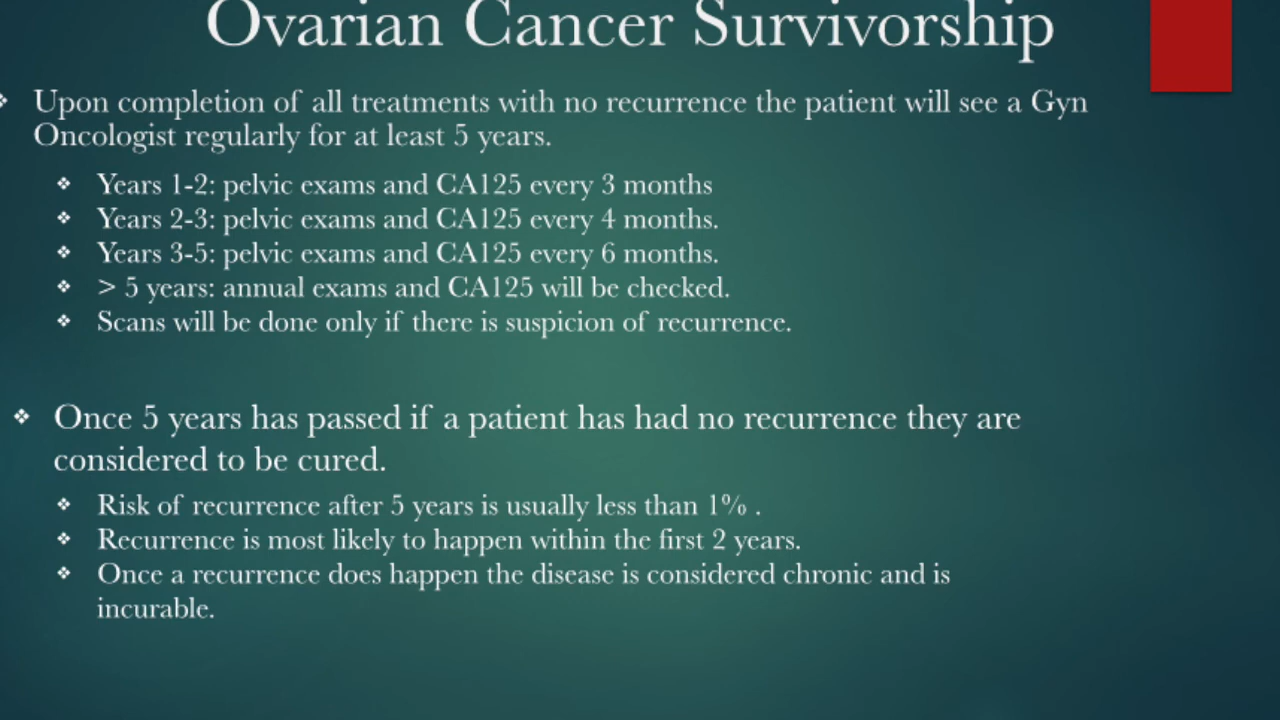 Ovarian Cancer Survivorship
❖ Upon completion of all treatments with no recurrence the patient will see a Gyn
Oncologist regularly for at least 5 years.
❖ Years 1-2: pelvic exams and CA125 every 3 months
❖ Years 2-3: pelvic exams and CA125 every 4 months.
❖ Years 3-5: pelvic exams and CA125 every 6 months.
❖ > 5 years: annual exams and CA125 will be checked.
❖ Scans will be done only if there is suspicion of recurrence.
❖ Once 5 years has passed if a patient has had no recurrence they are
considered to be cured.
❖ Risk of recurrence after 5 years is usually less than 1% .
❖ Recurrence is most likely to happen within the first 2 years.
❖ Once a recurrence does happen the disease is considered chronic and is
incurable.